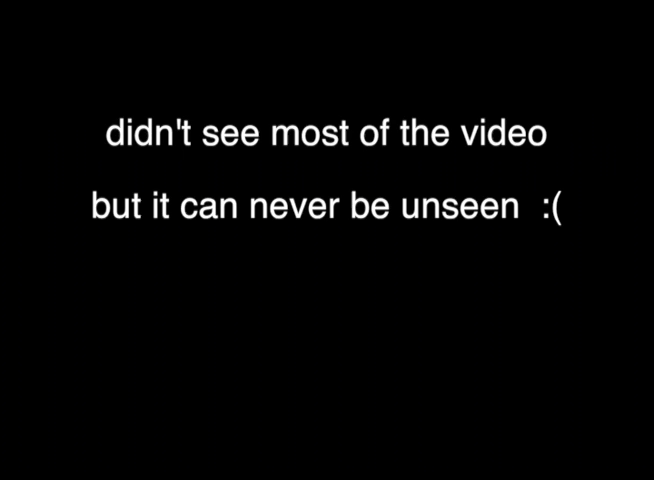 didn't see most of the video
but it can never be unseen  :(